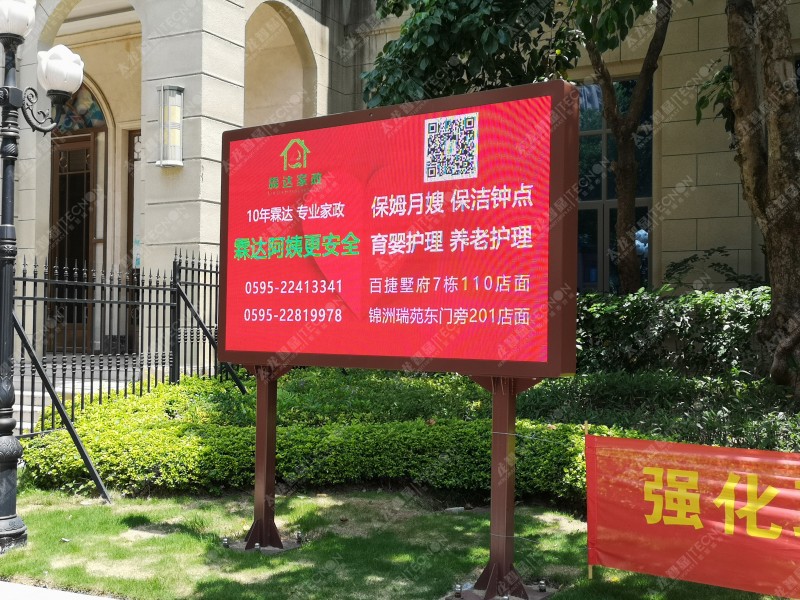 霖达家政
10年霖达 专业家政
霖达阿姨更安全
0595-22413341
0595-22819978
保姆月嫂 保洁钟点
育婴护理 养老护理
百捷墅府7栋110店面
锦洲瑞苑东门旁201店面
强化
TECNON